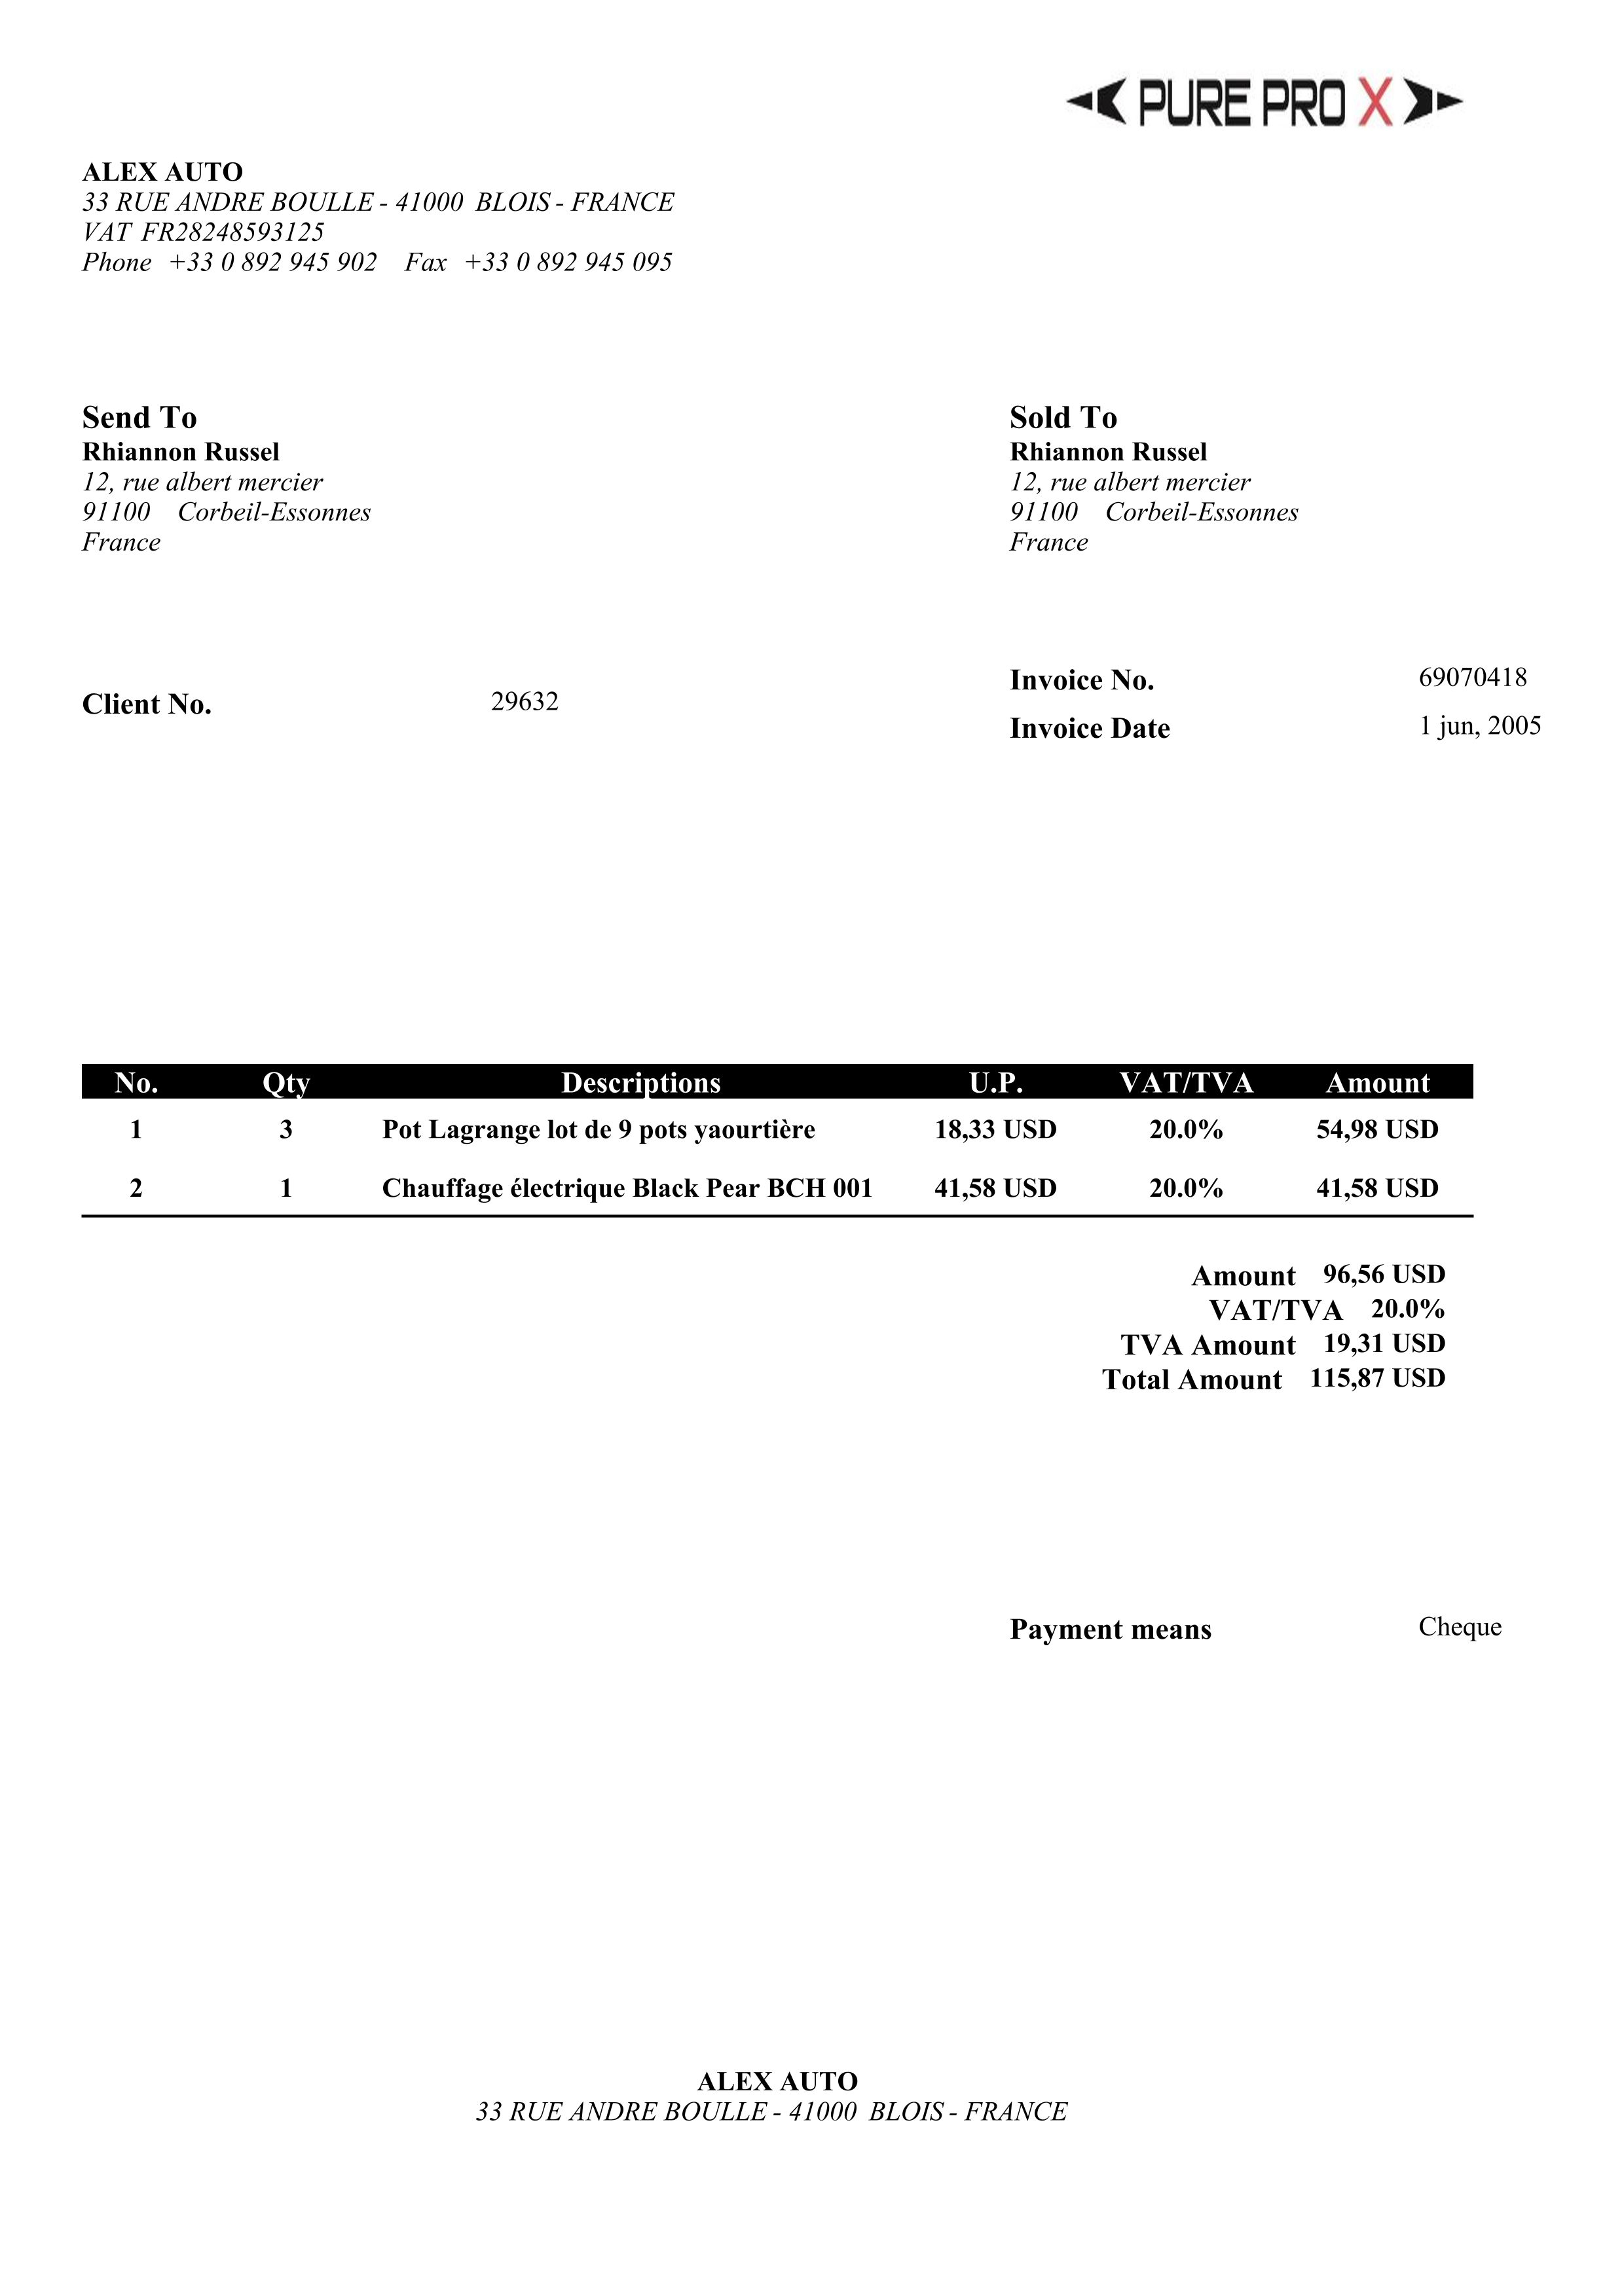 PURE PRO X
ALEX AUTO
33 RUE ANDRE BOULLE - 41000 BLOIS - FRANCE
VAT FR28248593125
Phone +33 0 892 945 902 Fax +33 0 892 945 095
Send To
Rhiannon Russel
12, rue albert mercier
91100 Corbeil-Essonnes
France
Sold To
Rhiannon Russel
12, rue albert mercier
91100 Corbeil-Essonnes
France
Client No. 29632
Invoice No. 69070418
Invoice Date 1 jun, 2005
No. Qty Descriptions U.P. VAT/TVA Amount
1 3 Pot Lagrange lot de 9 pots yaourtière 18,33 USD 20.0% 54,98 USD
2 1 Chauffage électrique Black Pear BCH 001 41,58 USD 20.0% 41,58 USD
Amount 96,56 USD
VAT/TVA 20.0%
TVA Amount 19,31 USD
Total Amount 115,87 USD
Payment means Cheque
ALEX AUTO
33 RUE ANDRE BOULLE - 41000 BLOIS - FRANCE